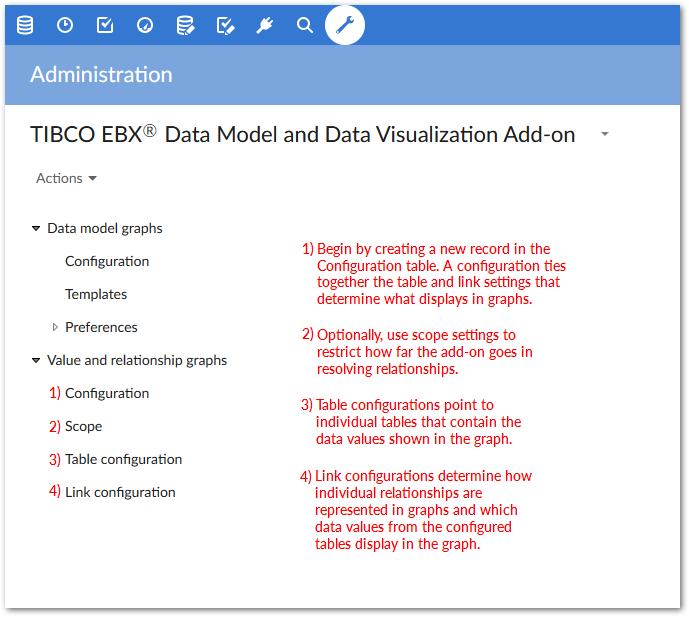 Administration
TIBCO EBX® Data Model and Data Visualization Add-on
Actions
Data model graphs
Configuration
Templates
Preferences
Value and relationship graphs
1) Configuration
2) Scope
3) Table configuration
4) Link configuration
1) Begin by creating a new record in the
Configuration table. A configuration ties
together the table and link settings that
determine what displays in graphs.
2) Optionally, use scope settings to
restrict how far the add-on goes in
resolving relationships.
3) Table configurations point to
individual tables that contain the
data values shown in the graph.
4) Link configurations determine how
individual relationships are
represented in graphs and which
data values from the configured
tables display in the graph.